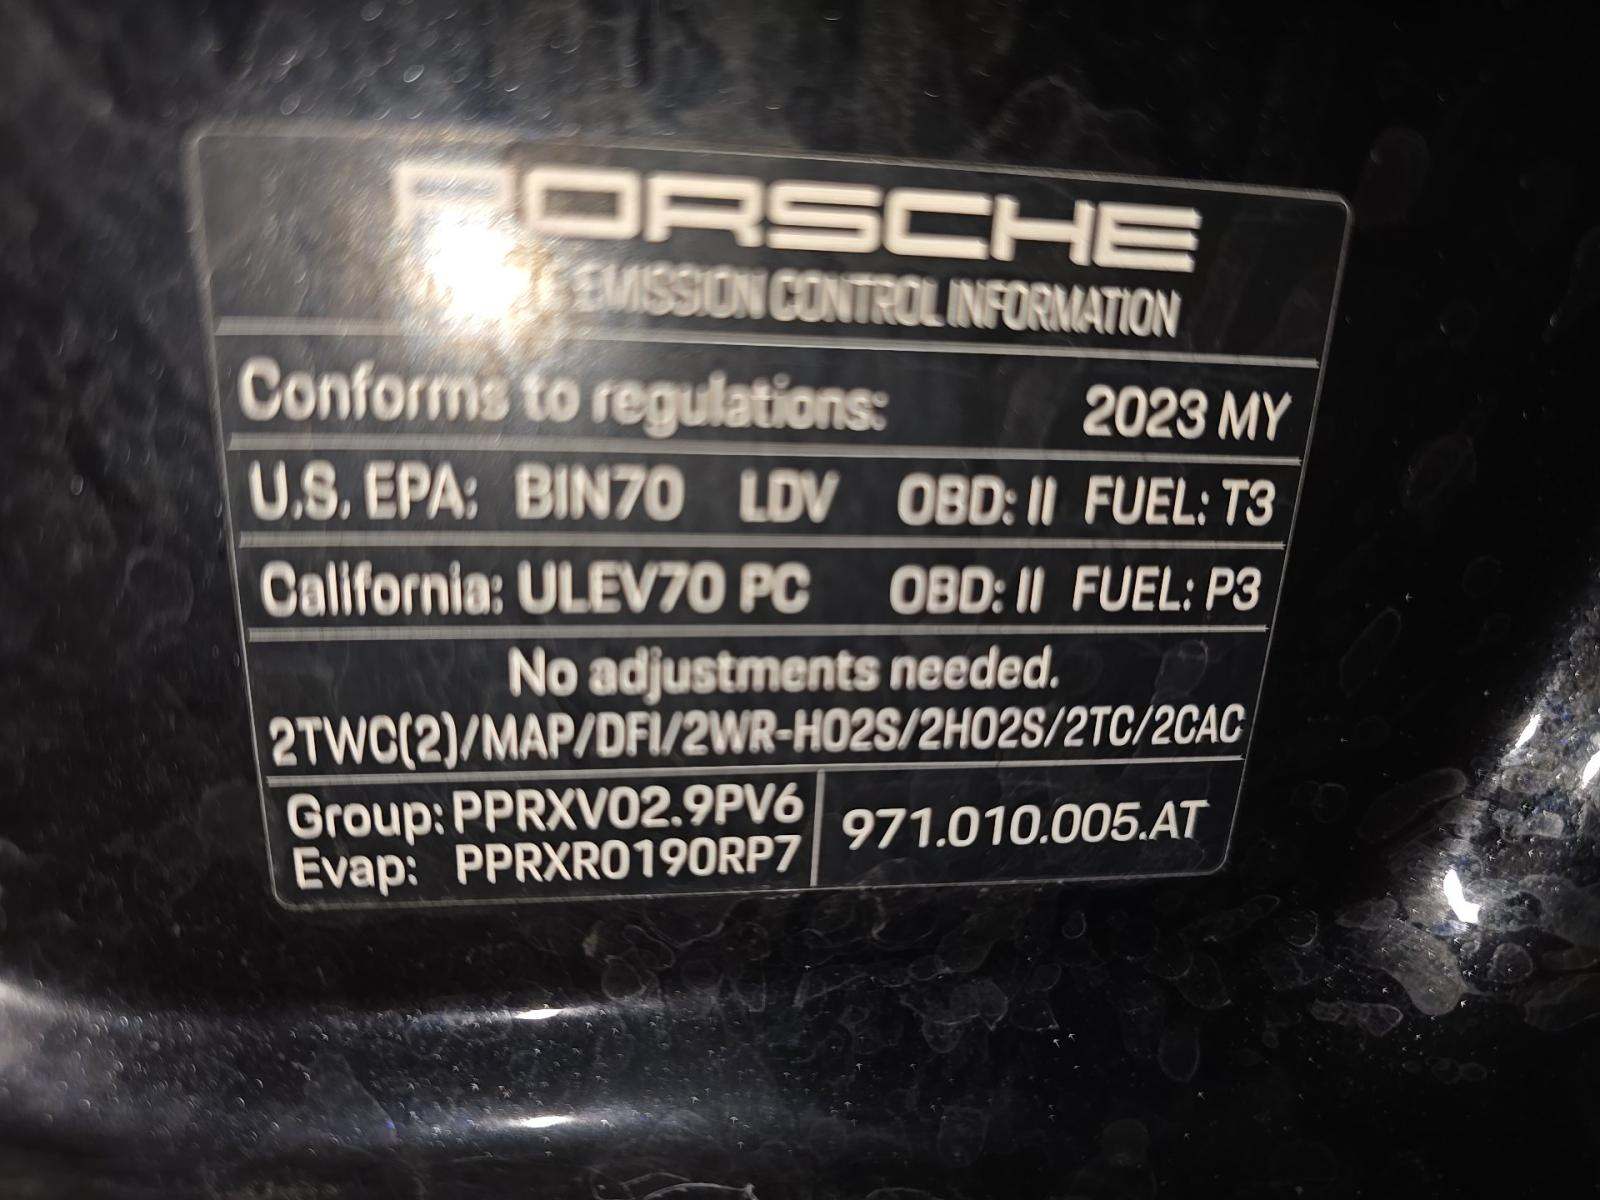 PORSCHE
EMISSION CONTROL INFORMATION
Conforms to regulations: 2023 MY
U.S. EPA: BIN70 LDV OBD: II FUEL: T3
California: ULEV70 PC OBD: II FUEL: P3
No adjustments needed.
2TWC(2)/MAP/DFI/2WR-HO2S/2HO2S/2TC/2CAC
Group: PPRXV02.9PV6
Evap: PPRXR0190RP7
971.010.005.AT